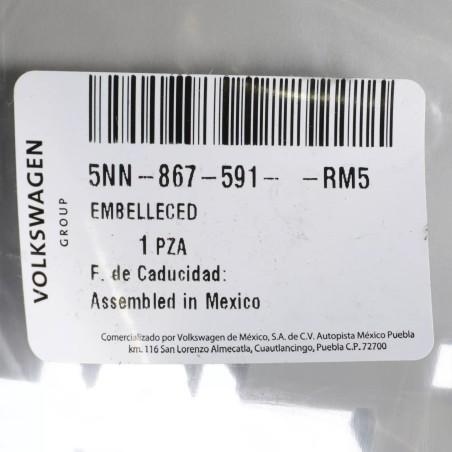 VOLKSWAGEN
GROUP
5NN-867-591- -RM5
EMBELLECED
1 PZA
F. de Caducidad:
Assembled in Mexico
Comercializado por Volkswagen de México, S.A. de C.V. Autopista México Puebla
km. 116 San Lorenzo Almecatla, Cuautlancingo, Puebla C.P. 72700